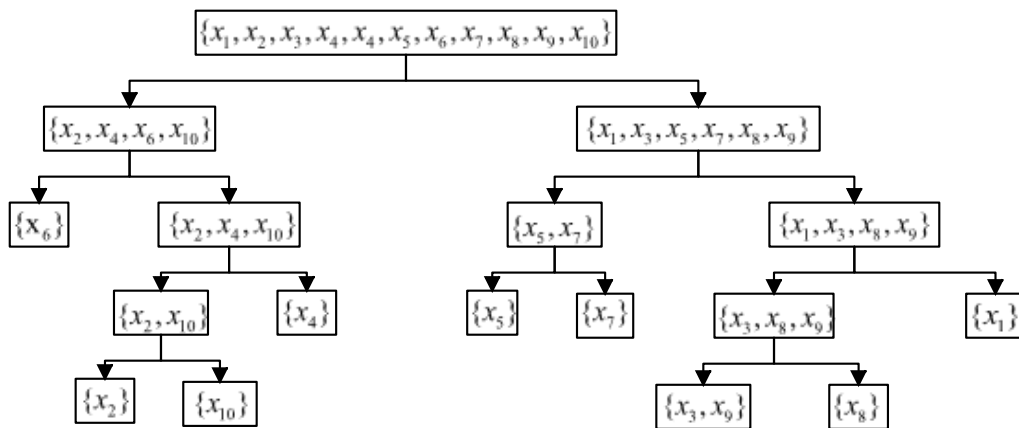 {x₁, x₂, x₃, x₄, x₄, x₅, x₆, x₇, x₈, x₉, x₁₀}
{x₂, x₄, x₆, x₁₀}
{x₁, x₃, x₅, x₇, x₈, x₉}
{x₆}
{x₂, x₄, x₁₀}
{x₅, x₇}
{x₁, x₃, x₈, x₉}
{x₂, x₁₀}
{x₄}
{x₅}
{x₇}
{x₃, x₈, x₉}
{x₁}
{x₂}
{x₁₀}
{x₃, x₉}
{x₈}